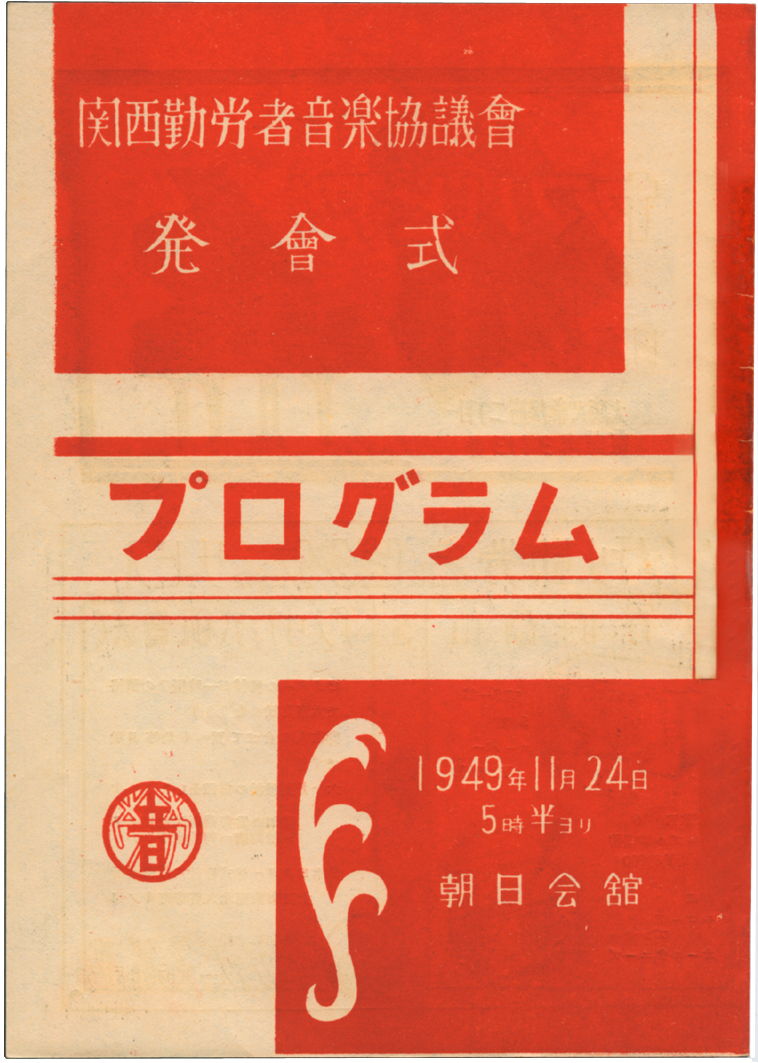 関西勤労者音楽協議會
発會式
プログラム
1949年11月24日
5時半ヨリ
朝日会舘